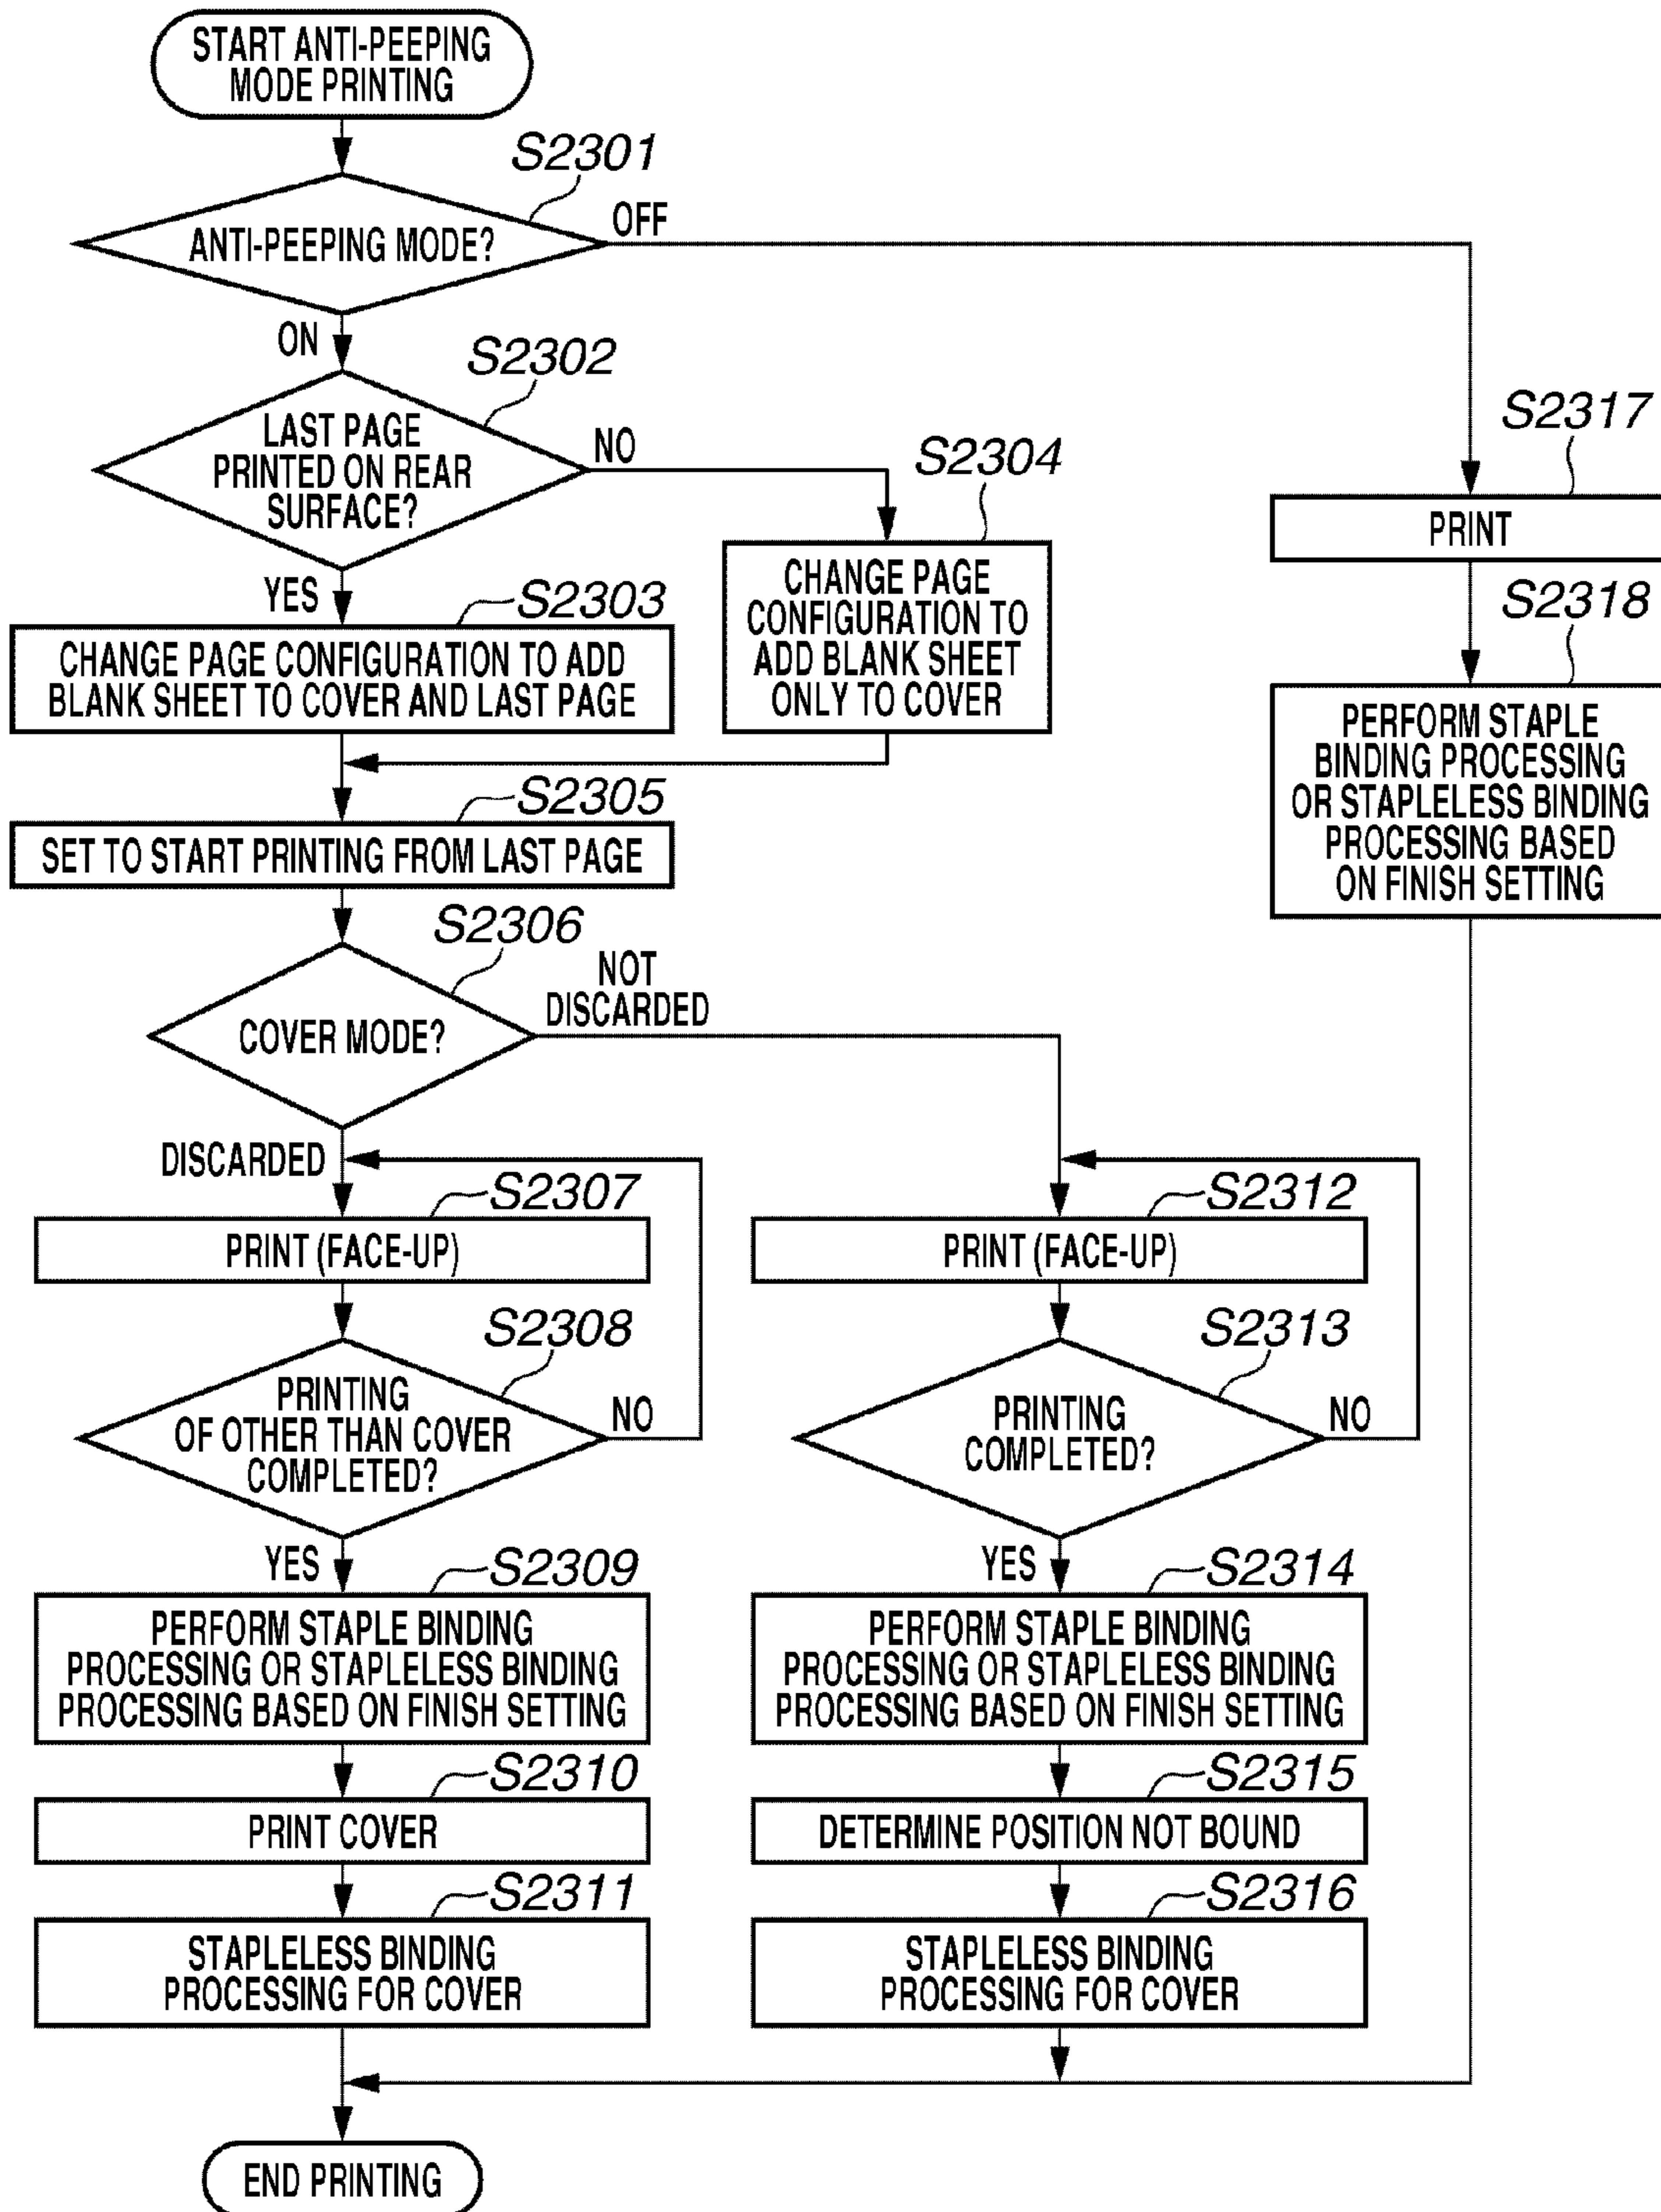 START ANTI-PEEPING
MODE PRINTING
S2301
ANTI-PEEPING MODE?
OFF
ON
S2302
LAST PAGE
PRINTED ON REAR
SURFACE?
NO
YES
S2303
CHANGE PAGE CONFIGURATION TO ADD
BLANK SHEET TO COVER AND LAST PAGE
S2304
CHANGE PAGE
CONFIGURATION TO
ADD BLANK SHEET
ONLY TO COVER
S2317
PRINT
S2318
PERFORM STAPLE
BINDING PROCESSING
OR STAPLELESS BINDING
PROCESSING BASED
ON FINISH SETTING
S2305
SET TO START PRINTING FROM LAST PAGE
S2306
COVER MODE?
NOT
DISCARDED
DISCARDED
S2307
PRINT (FACE-UP)
S2308
PRINTING
OF OTHER THAN COVER
COMPLETED?
NO
YES
S2309
PERFORM STAPLE BINDING
PROCESSING OR STAPLELESS BINDING
PROCESSING BASED ON FINISH SETTING
S2310
PRINT COVER
S2311
STAPLELESS BINDING
PROCESSING FOR COVER
S2312
PRINT (FACE-UP)
S2313
PRINTING
COMPLETED?
NO
YES
S2314
PERFORM STAPLE BINDING
PROCESSING OR STAPLELESS BINDING
PROCESSING BASED ON FINISH SETTING
S2315
DETERMINE POSITION NOT BOUND
S2316
STAPLELESS BINDING
PROCESSING FOR COVER
END PRINTING